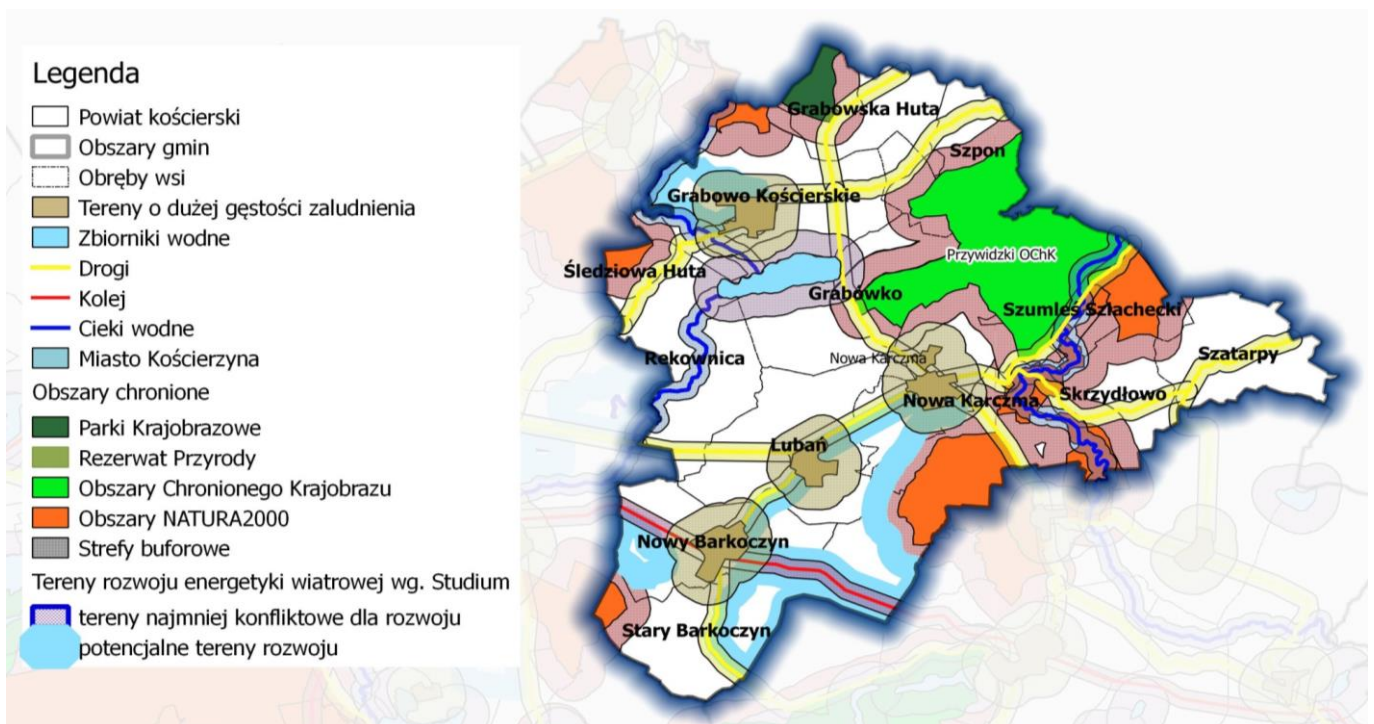 Legenda
Powiat kościerski
Obszary gmin
Obręby wsi
Tereny o dużej gęstości zaludnienia
Zbiorniki wodne
Drogi
Kolej
Cieki wodne
Miasto Kościerzyna
Obszary chronione
Parki Krajobrazowe
Rezerwat Przyrody
Obszary Chronionego Krajobrazu
Obszary NATURA2000
Strefy buforowe
Tereny rozwoju energetyki wiatrowej wg. Studium
tereny najmniej konfliktowe dla rozwoju
potencjalne tereny rozwoju
Grabowska Huta
Szpon
Grabowo Kościerskie
Przywidzki OChK
Śledziowa Huta
Grabówko
Szumleś Szlachecki
Rekownica
Nowa Karczma
Szatarpy
Nowa Karczma
Skrzydłowo
Lubań
Nowy Barkoczyn
Stary Barkoczyn